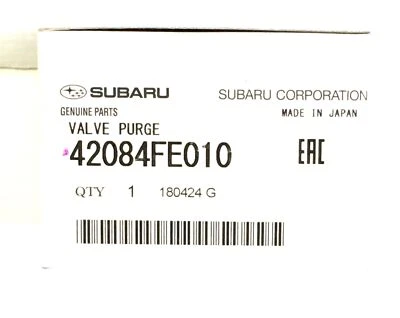 SUBARU
SUBARU CORPORATION
GENUINE PARTS
MADE IN JAPAN
VALVE PURGE
42084FE010
EAC
QTY 1 180424 G